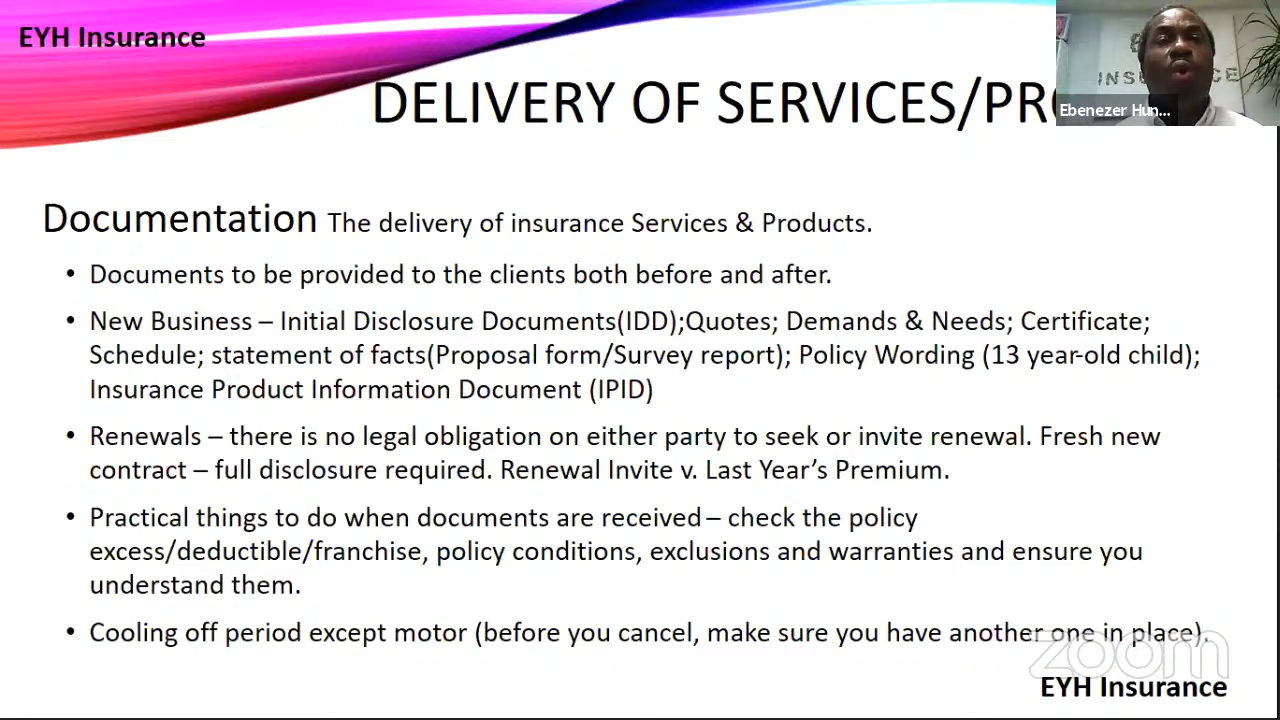 EYH Insurance
DELIVERY OF SERVICES/PR
INS CE
Ebenezer Hun...
Documentation The delivery of insurance Services & Products.
• Documents to be provided to the clients both before and after.
• New Business – Initial Disclosure Documents(IDD);Quotes; Demands & Needs; Certificate;
Schedule; statement of facts(Proposal form/Survey report); Policy Wording (13 year-old child);
Insurance Product Information Document (IPID)
• Renewals – there is no legal obligation on either party to seek or invite renewal. Fresh new
contract – full disclosure required. Renewal Invite v. Last Year's Premium.
• Practical things to do when documents are received – check the policy
excess/deductible/franchise, policy conditions, exclusions and warranties and ensure you
understand them.
• Cooling off period except motor (before you cancel, make sure you have another one in place).
zoom
EYH Insurance